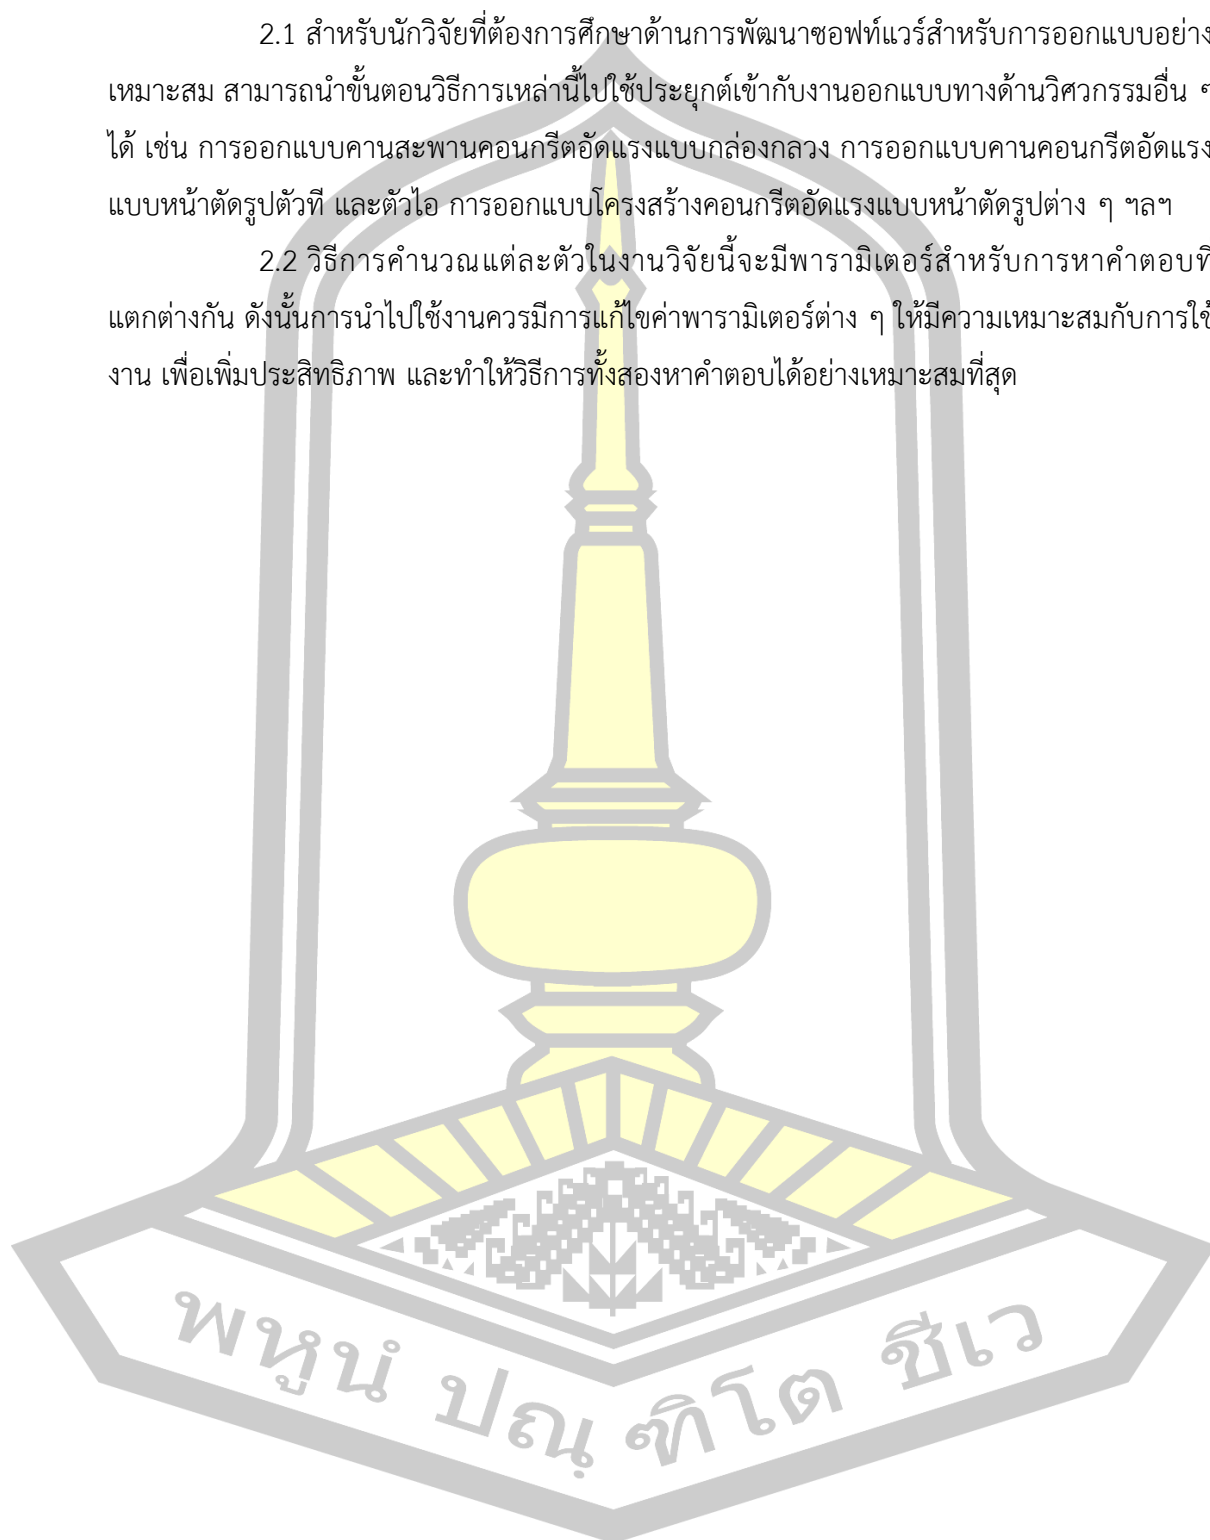 2.1 สำหรับนักวิจัยที่ต้องการศึกษาด้านการพัฒนาซอฟท์แวร์สำหรับการออกแบบอย่าง
เหมาะสม สามารถนำขั้นตอนวิธีการเหล่านี้ไปใช้ประยุกต์เข้ากับงานออกแบบทางด้านวิศวกรรมอื่น ๆ
ได้ เช่น การออกแบบคานสะพานคอนกรีตอัดแรงแบบกล่องกลวง การออกแบบคานคอนกรีตอัดแรง
แบบหน้าตัดรูปตัวที และตัวไอ การออกแบบโครงสร้างคอนกรีตอัดแรงแบบหน้าตัดรูปต่าง ๆ ฯลฯ
2.2 วิธีการคำนวณแต่ละตัวในงานวิจัยนี้จะมีพารามิเตอร์สำหรับการหาคำตอบที่
แตกต่างกัน ดังนั้นการนำไปใช้งานควรมีการแก้ไขค่าพารามิเตอร์ต่าง ๆ ให้มีความเหมาะสมกับการใช้
งาน เพื่อเพิ่มประสิทธิภาพ และทำให้วิธีการทั้งสองหาคำตอบได้อย่างเหมาะสมที่สุด
พหูนํ ปณฺ ฑิโต ชีเว